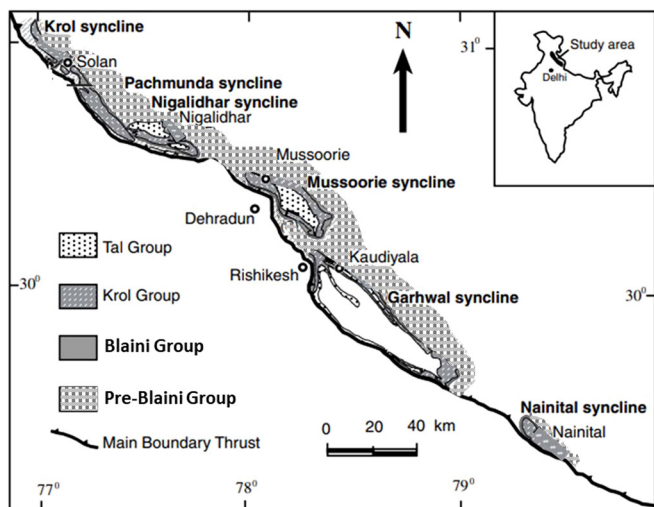 Krol syncline
Solan
Pachmunda syncline
Nigalidhar syncline
Nigalidhar
Mussoorie
Mussoorie syncline
Dehradun
Kaudiyala
Rishikesh
Garhwal syncline
Nainital syncline
Nainital
N
31⁰
Study area
Delhi
30⁰
30⁰
Tal Group
Krol Group
Blaini Group
Pre-Blaini Group
Main Boundary Thrust
0 20 40 km
77⁰
78⁰
79⁰